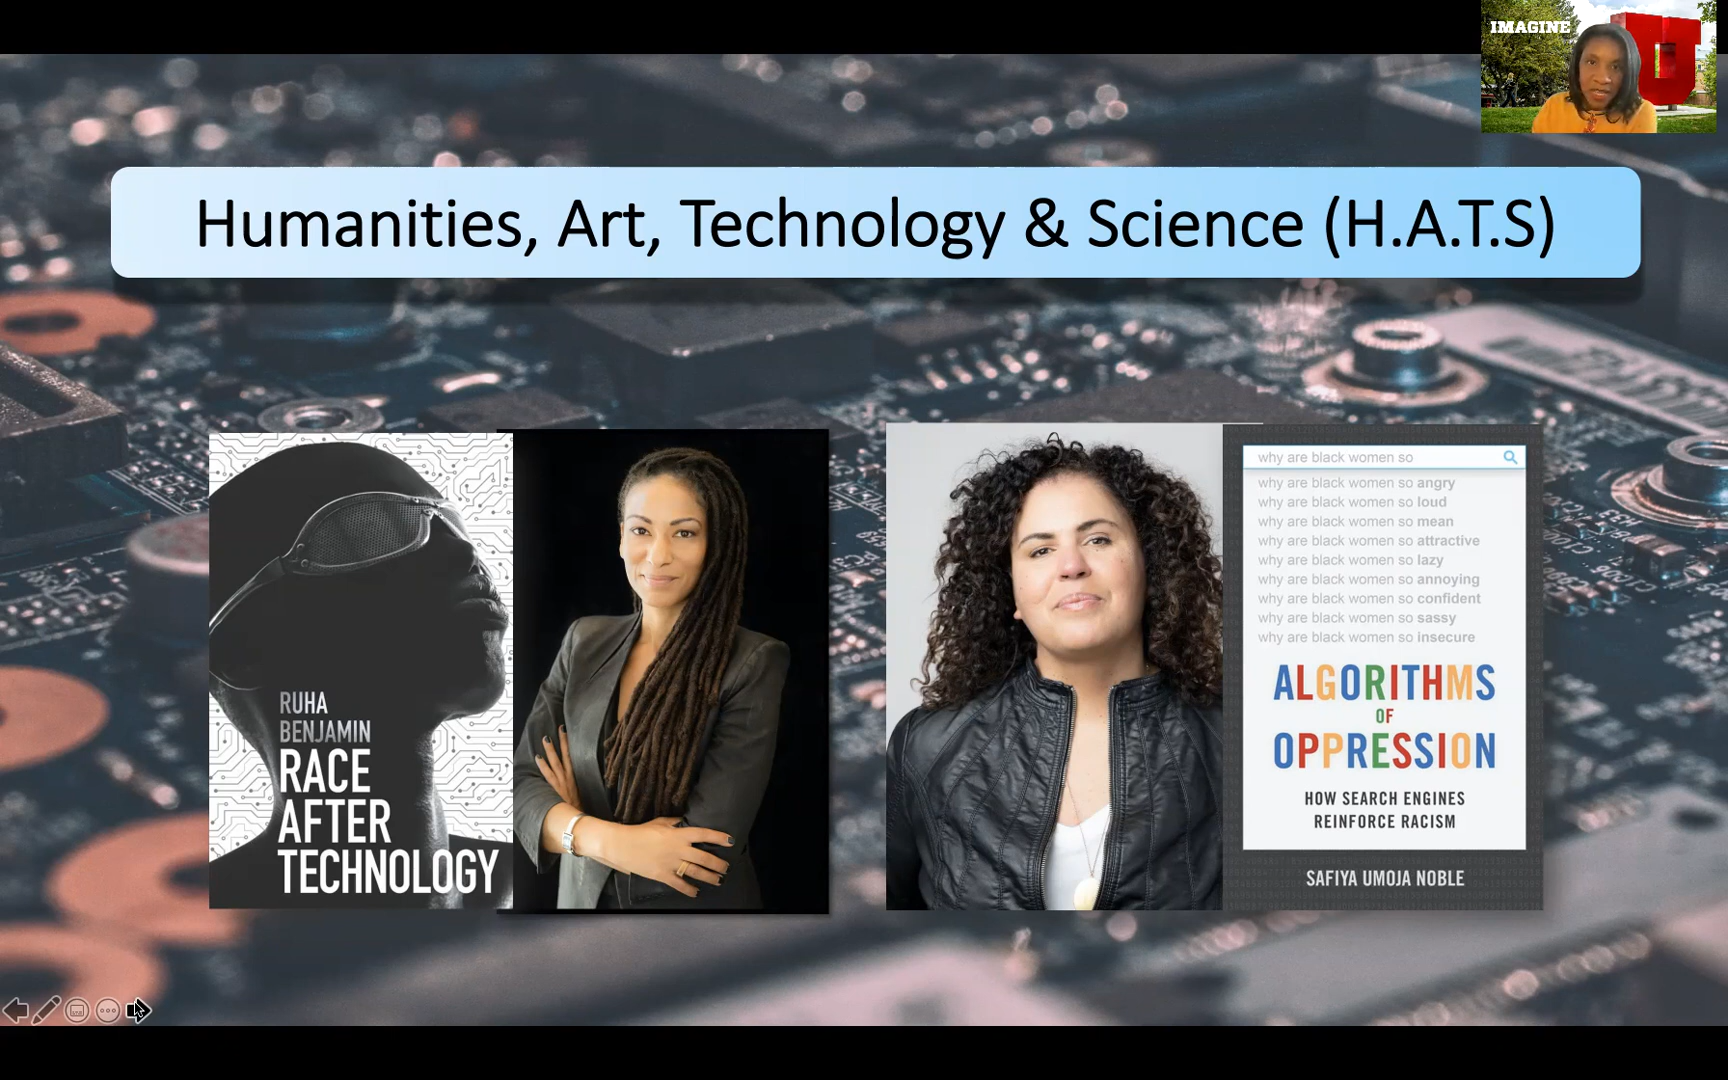 IMAGINE
U
Humanities, Art, Technology & Science (H.A.T.S)
RUHA
BENJAMIN
RACE
AFTER
TECHNOLOGY
why are black women so
why are black women so angry
why are black women so loud
why are black women so mean
why are black women so attractive
why are black women so lazy
why are black women so annoying
why are black women so confident
why are black women so sassy
why are black women so insecure
ALGORITHMS
OF
OPPRESSION
HOW SEARCH ENGINES
REINFORCE RACISM
SAFIYA UMOJA NOBLE